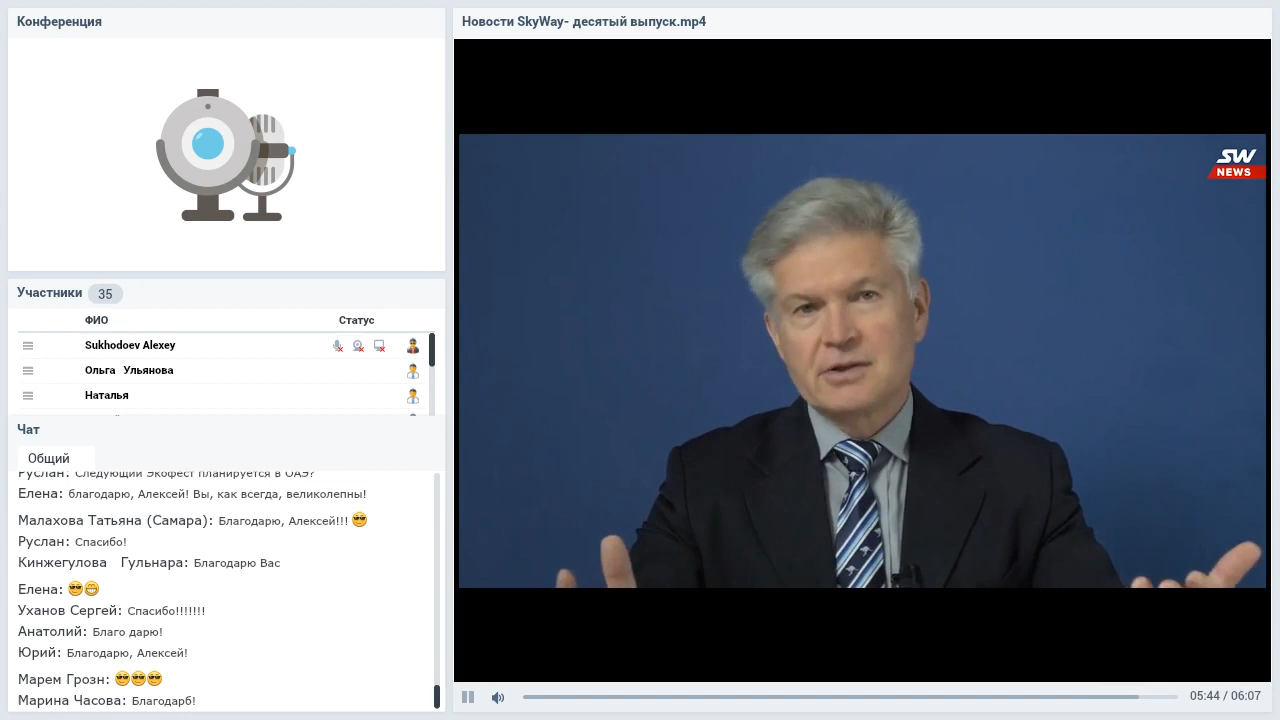 Конференция
Новости SkyWay- десятый выпуск.mp4
SW
NEWS
Участники 35
ФИО Статус
Sukhodoev Alexey
Ольга Ульянова
Наталья
Чат
Общий
Руслан: Следующий Экофест планируется в ОАЭ?
Елена: благодарю, Алексей! Вы, как всегда, великолепны!
Малахова Татьяна (Самара): Благодарю, Алексей!!!
Руслан: Спасибо!
Кинжегулова Гульнара: Благодарю Вас
Елена:
Уханов Сергей: Спасибо!!!!!!!
Анатолий: Благо дарю!
Юрий: Благодарю, Алексей!
Марем Грозн:
Марина Часова: Благодарб!
05:44 / 06:07